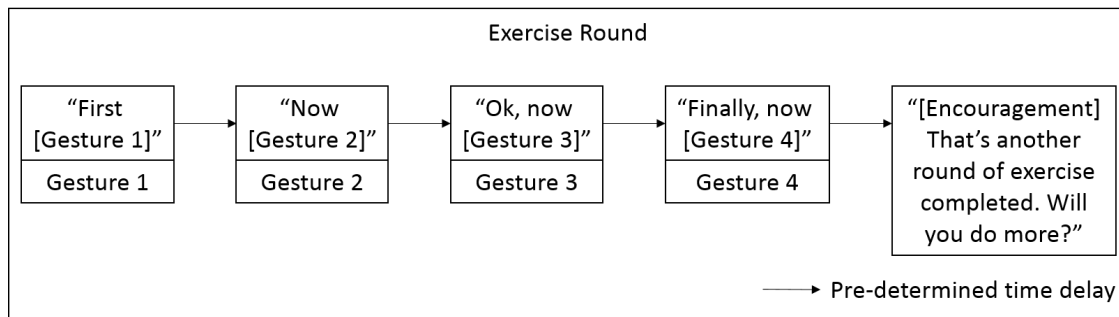 Exercise Round
“First
[Gesture 1]”
Gesture 1
“Now
[Gesture 2]”
Gesture 2
“Ok, now
[Gesture 3]”
Gesture 3
“Finally, now
[Gesture 4]”
Gesture 4
“[Encouragement]
That’s another
round of exercise
completed. Will
you do more?”
Pre-determined time delay